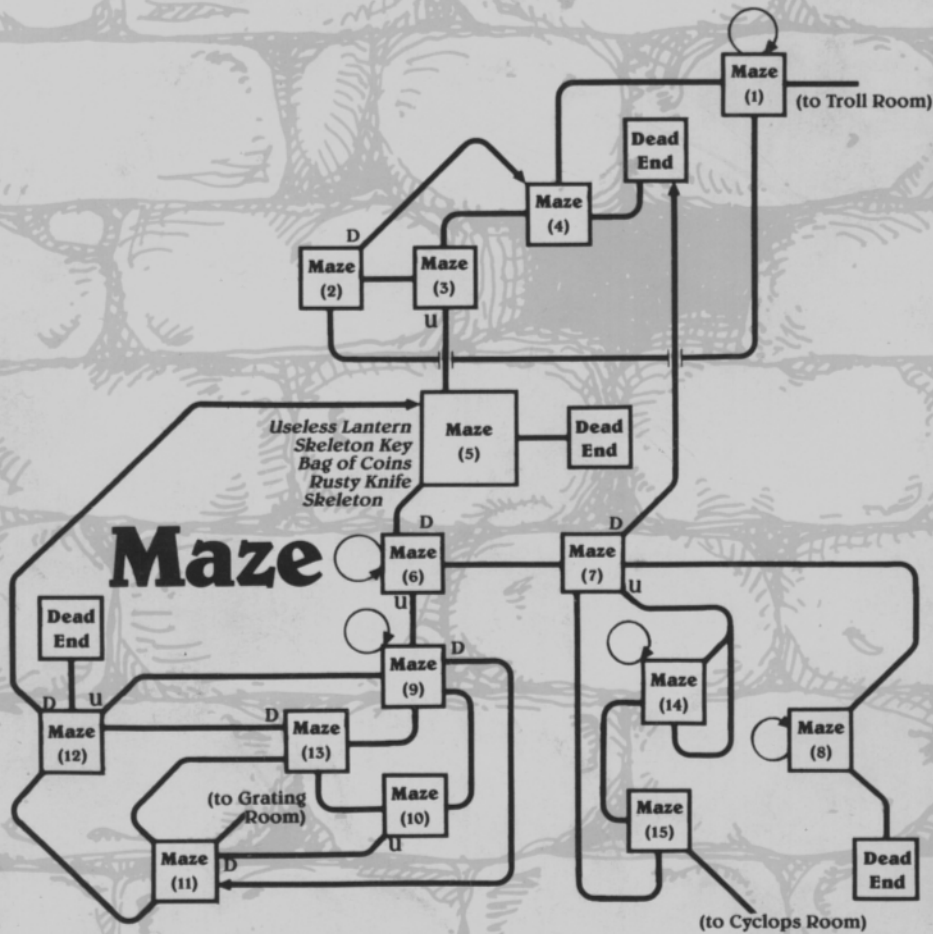 Maze
(1)
(to Troll Room)
Dead
End
Maze
(4)
D
Maze
(2)
Maze
(3)
U
Useless Lantern
Skeleton Key
Bag of Coins
Rusty Knife
Skeleton
Maze
(5)
Dead
End
Maze
D
Maze
(6)
U
D
Maze
(7)
U
Dead
End
D
U
Maze
(12)
Maze
(9)
D
D
Maze
(13)
(to Grating
Room)
Maze
(10)
U
Maze
(11)
D
Maze
(14)
Maze
(8)
Maze
(15)
Dead
End
(to Cyclops Room)